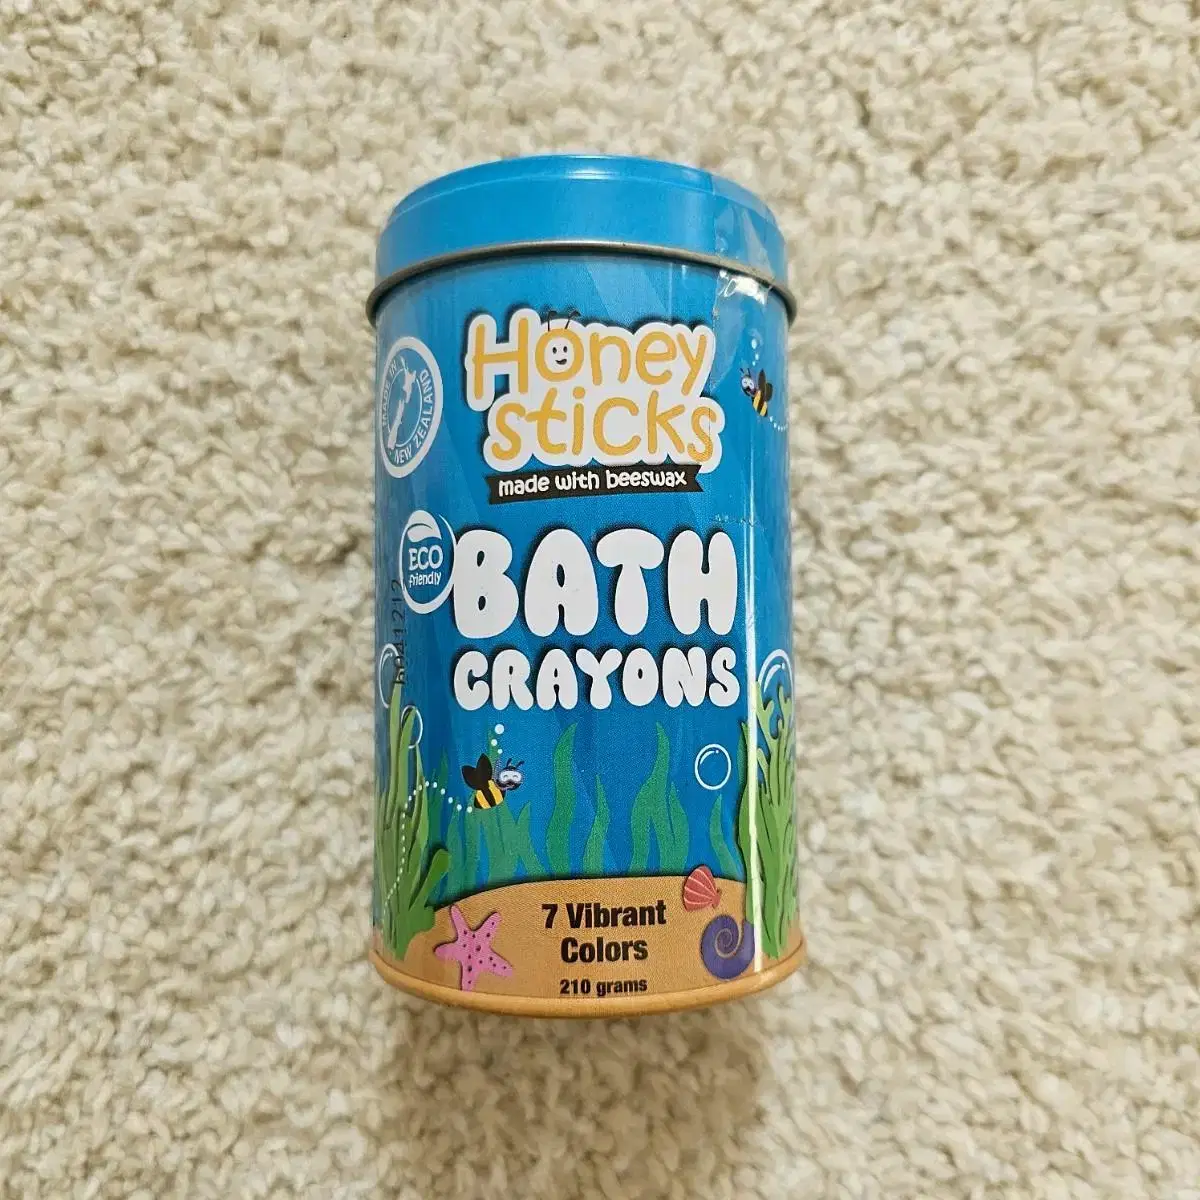 Honey
sticks
made with beeswax
MADE IN
NEW ZEALAND
ECO
friendly
BATH
CRAYONS
7 Vibrant
Colors
210 grams